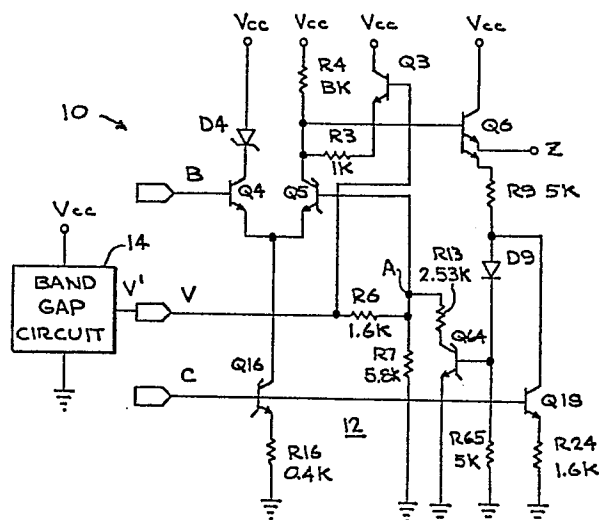 Vcc Vcc Vcc Vcc
Q3
R4
8K
10
D4
R3
1K
Q6
Z
B
Q4
Q5
R9 5K
Vcc
14
BAND
GAP
CIRCUIT
V'
V
A
R13
2.53K
D9
R6
1.6K
Q64
R7
5.8K
C
Q16
Q18
12
R16
0.4K
R65
5K
R24
1.6K